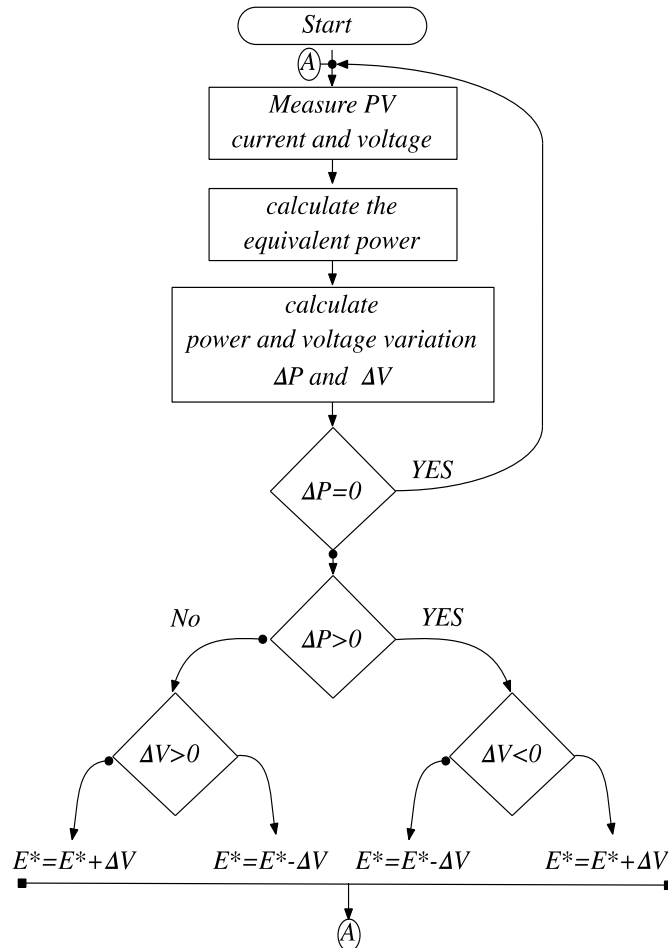 Start
A
Measure PV
current and voltage
calculate the
equivalent power
calculate
power and voltage variation
ΔP and ΔV
YES
ΔP=0
No
YES
ΔP>0
ΔV>0
ΔV<0
E*=E*+ΔV
E*=E*-ΔV
E*=E*-ΔV
E*=E*+ΔV
A